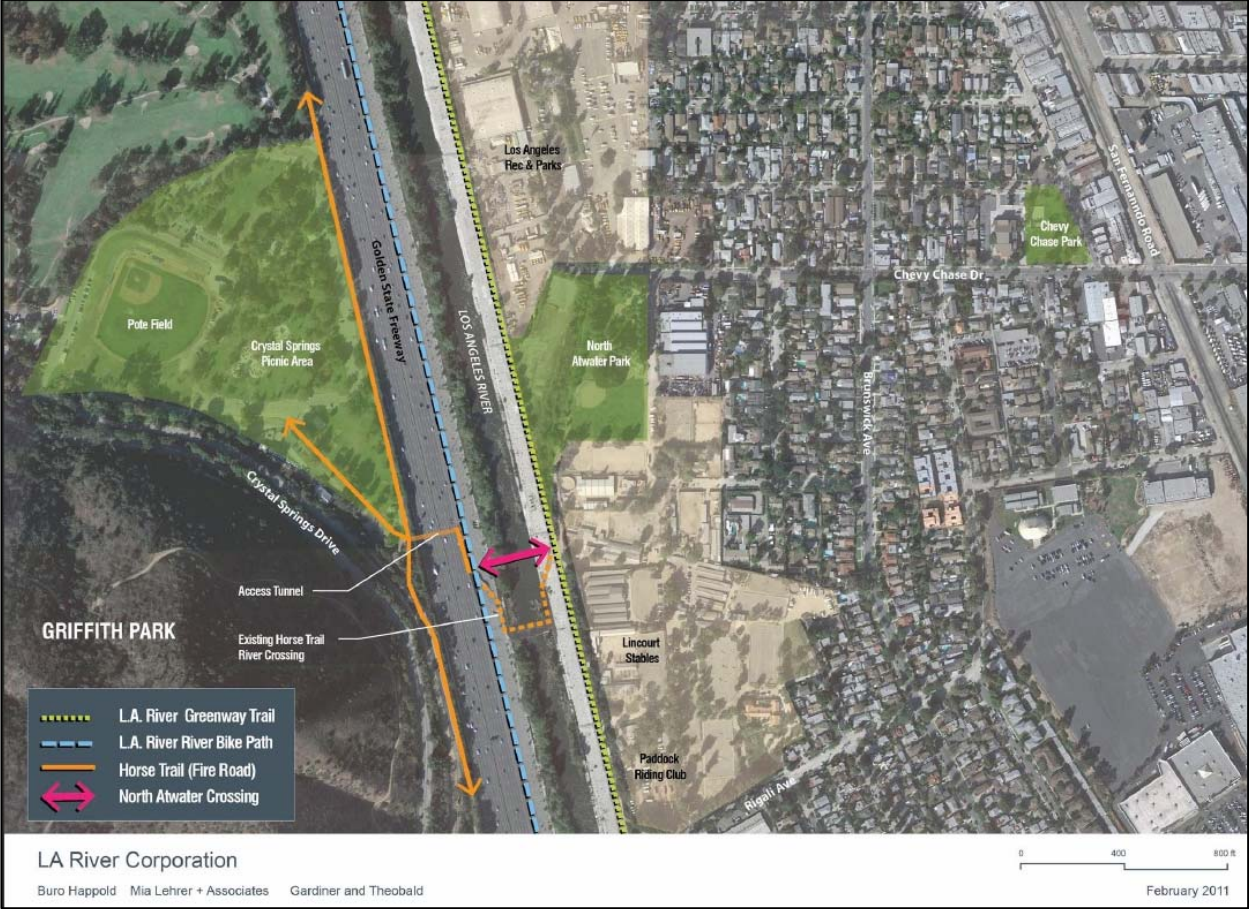 Los Angeles
Rec & Parks
San Fernanndo Road
Chevy
Chase Park
Chevy Chase Dr
Golden State Freeway
LOS ANGELES RIVER
Pote Field
Crystal Springs
Picnic Area
North
Atwater Park
Brunswick Ave
Crystal Springs Drive
Access Tunnel
GRIFFITH PARK
Existing Horse Trail
River Crossing
Lincourt
Stables
Paddock
Riding Club
Rigali Ave
L.A. River Greenway Trail
L.A. River River Bike Path
Horse Trail (Fire Road)
North Atwater Crossing
LA River Corporation
0 400 800 ft
Buro Happold Mia Lehrer + Associates Gardiner and Theobald
February 2011